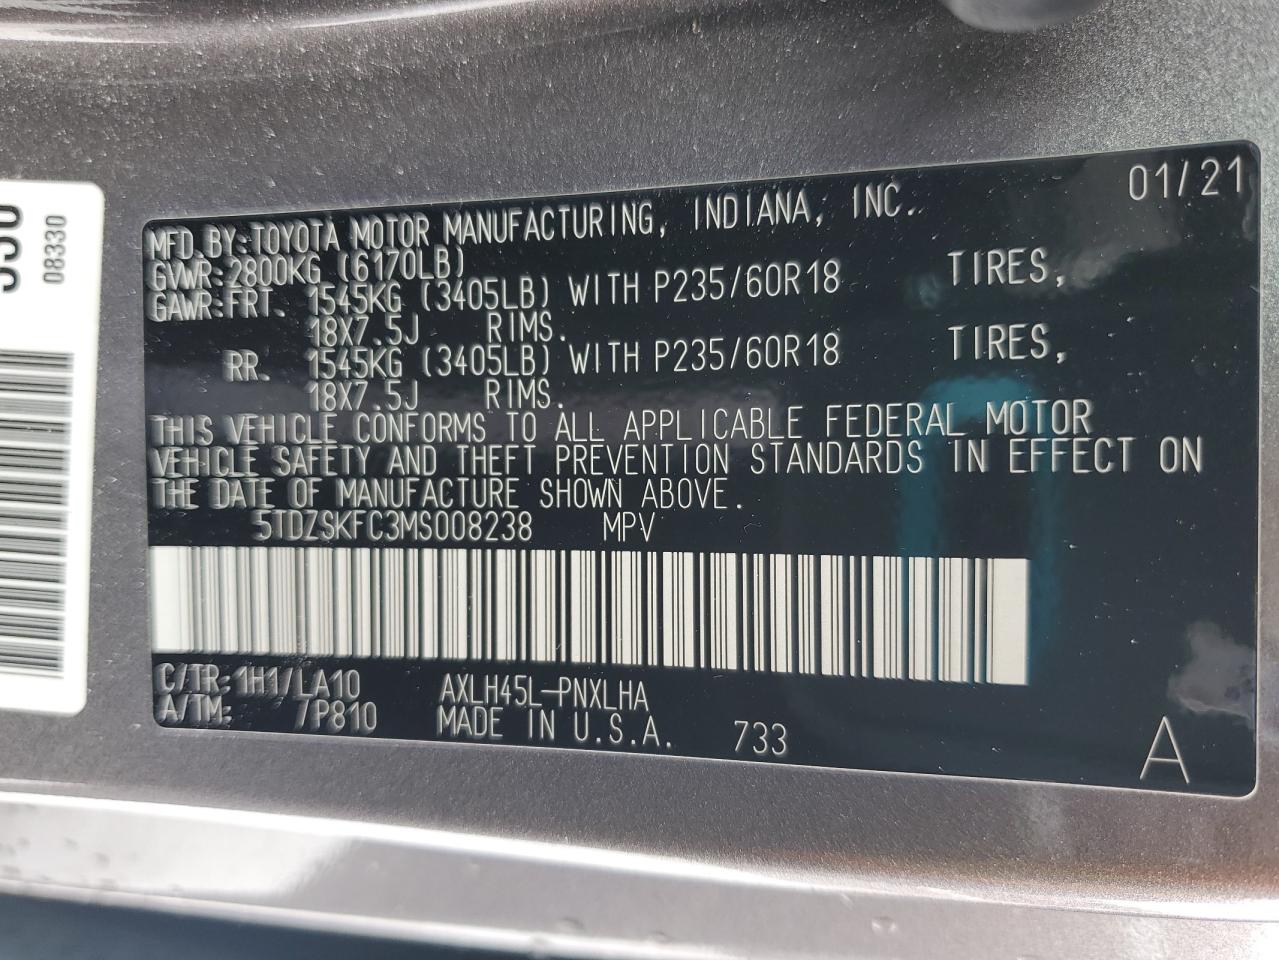 01/21
MFD.BY:TOYOTA MOTOR MANUFACTURING, INDIANA, INC.
GVWR:2800KG (6170LB)
GAWR:FRT. 1545KG (3405LB) WITH P235/60R18 TIRES,
18X7.5J RIMS.
RR. 1545KG (3405LB) WITH P235/60R18 TIRES,
18X7.5J RIMS.
THIS VEHICLE CONFORMS TO ALL APPLICABLE FEDERAL MOTOR
VEHICLE SAFETY AND THEFT PREVENTION STANDARDS IN EFFECT ON
THE DATE OF MANUFACTURE SHOWN ABOVE.
5TDZSKFC3MS008238 MPV
C/TR:1H1/LA10 AXLH45L-PNXLHA
A/TM: /P810 MADE IN U.S.A. 733
A
08330